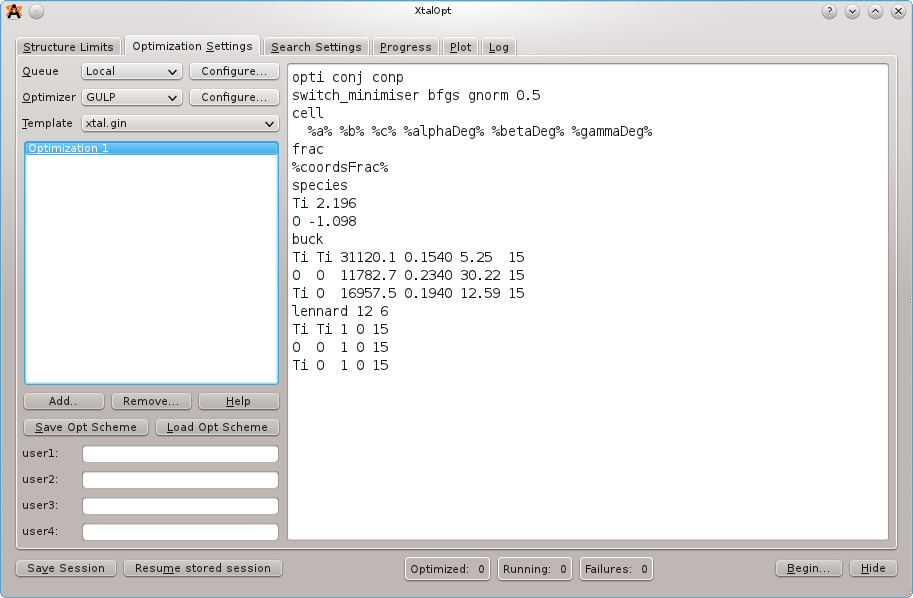 XtalOpt
Structure Limits Optimization Settings Search Settings Progress Plot Log
Queue Local Configure...
Optimizer GULP Configure...
Template xtal.gin
Optimization 1
opti conj conp
switch_minimiser bfgs gnorm 0.5
cell
%a% %b% %c% %alphaDeg% %betaDeg% %gammaDeg%
frac
%coordsFrac%
species
Ti 2.196
O -1.098
buck
Ti Ti 31120.1 0.1540 5.25 15
O O 11782.7 0.2340 30.22 15
Ti O 16957.5 0.1940 12.59 15
lennard 12 6
Ti Ti 1 0 15
O O 1 0 15
Ti O 1 0 15
Add.. Remove... Help
Save Opt Scheme Load Opt Scheme
user1:
user2:
user3:
user4:
Save Session Resume stored session Optimized: 0 Running: 0 Failures: 0 Begin... Hide